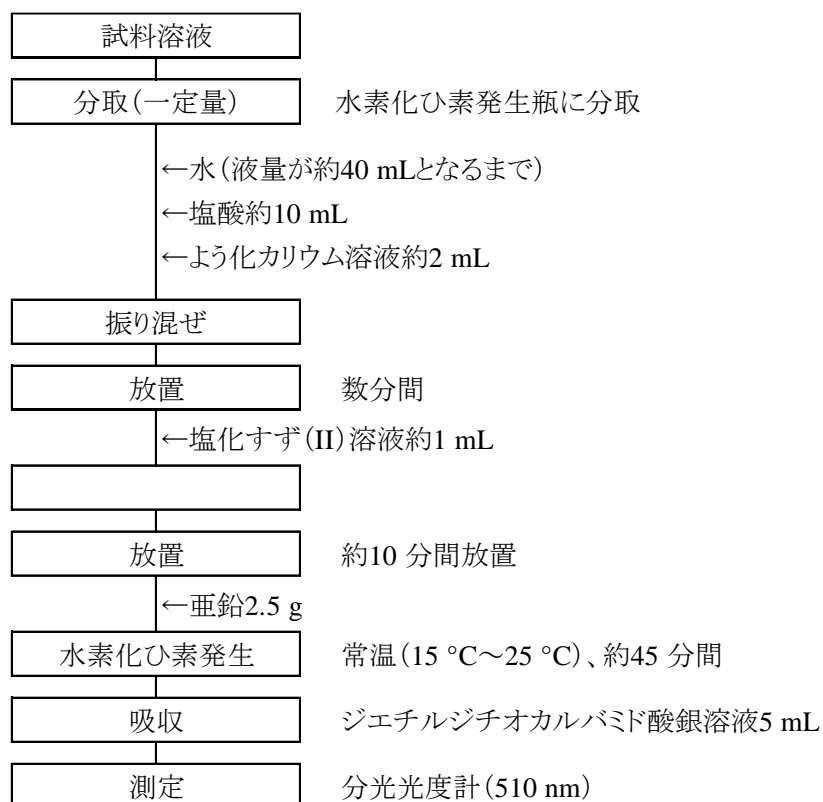 試料溶液
分取（一定量） 水素化ひ素発生瓶に分取
←水（液量が約40 mLとなるまで）
←塩酸約10 mL
←よう化カリウム溶液約2 mL
振り混ぜ
放置 数分間
←塩化すず（II）溶液約1 mL
放置 約10 分間放置
←亜鉛2.5 g
水素化ひ素発生 常温（15 °C～25 °C）、約45 分間
吸収 ジエチルジチオカルバミド酸銀溶液5 mL
測定 分光光度計（510 nm）